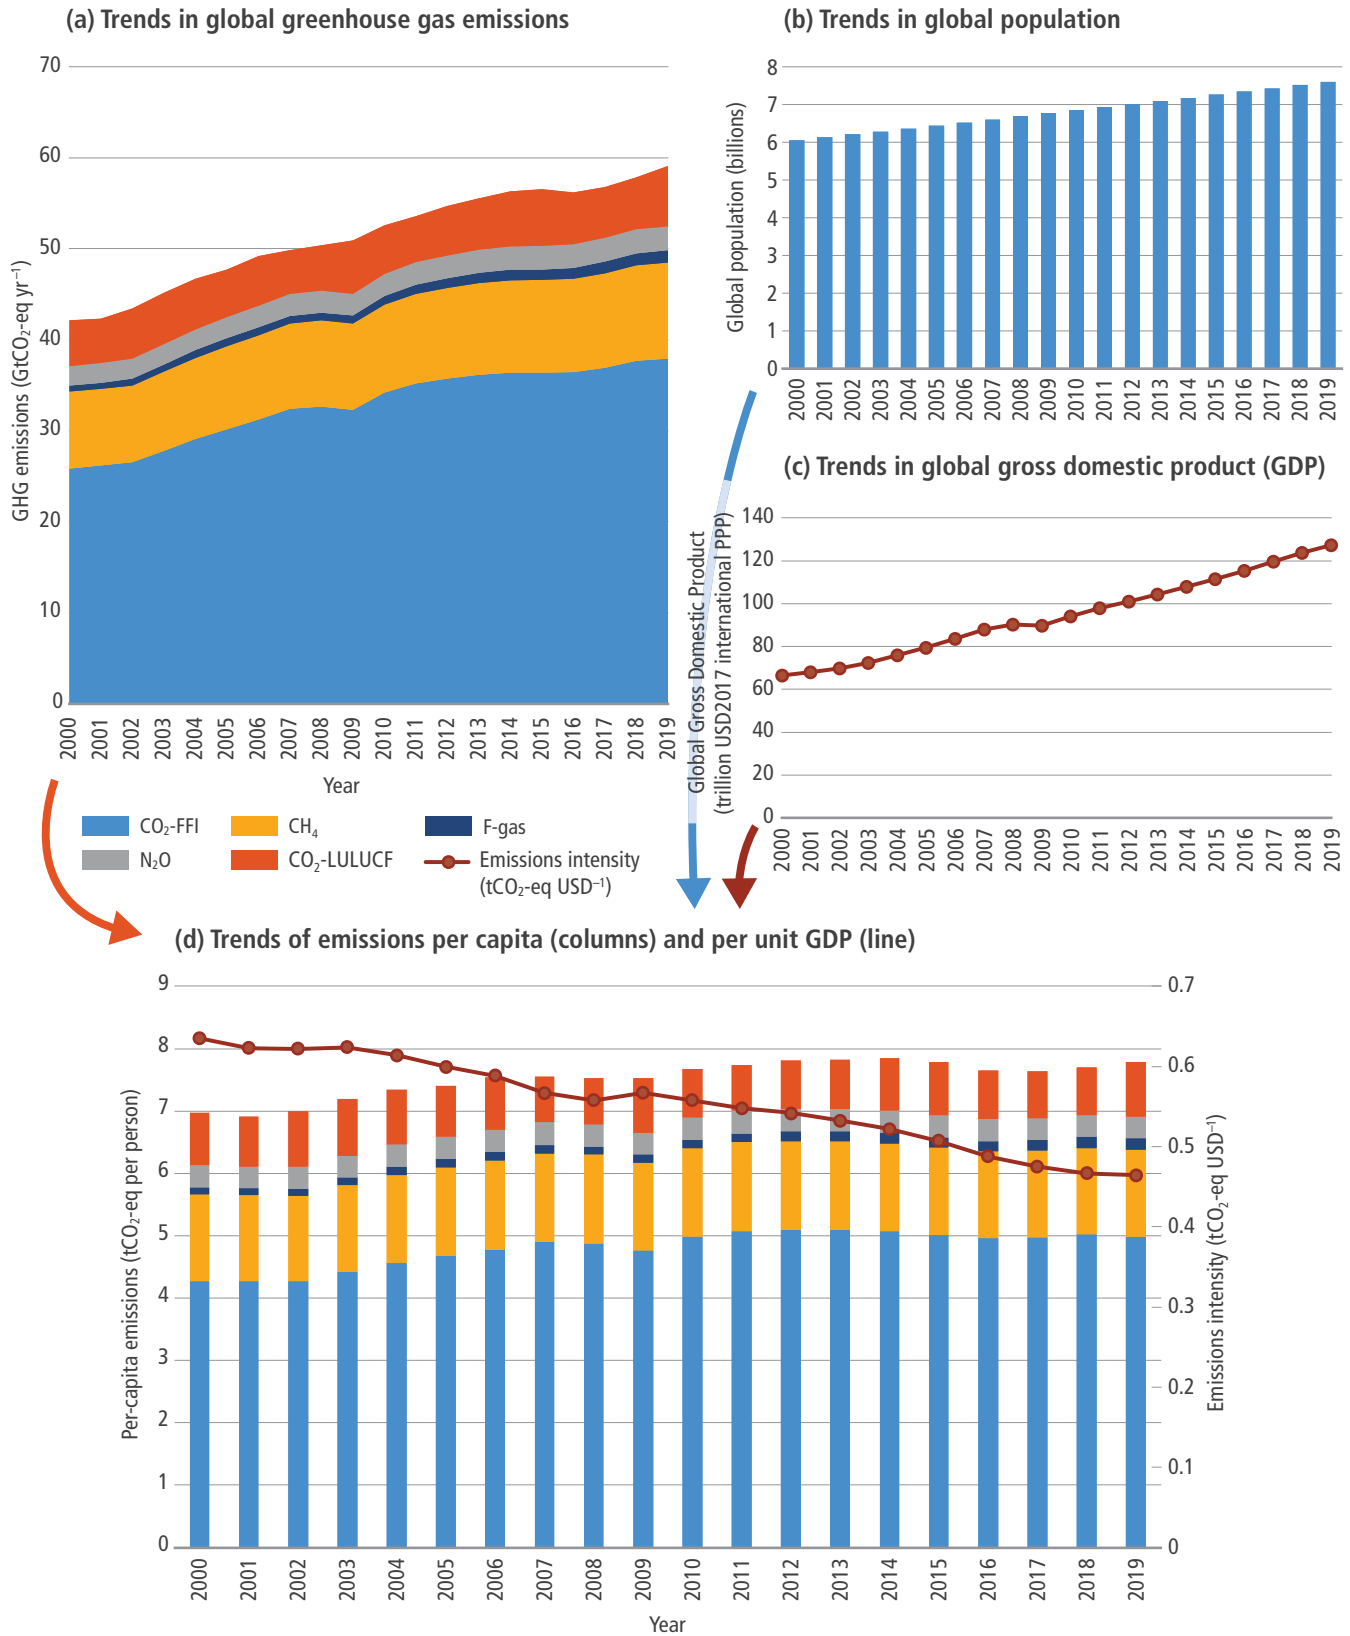 (a) Trends in global greenhouse gas emissions
GHG emissions (GtCO₂-eq yr⁻¹)
70
60
50
40
30
20
10
0
2000 2001 2002 2003 2004 2005 2006 2007 2008 2009 2010 2011 2012 2013 2014 2015 2016 2017 2018 2019
Year
(b) Trends in global population
Global population (billions)
8
7
6
5
4
3
2
1
0
2000 2001 2002 2003 2004 2005 2006 2007 2008 2009 2010 2011 2012 2013 2014 2015 2016 2017 2018 2019
(c) Trends in global gross domestic product (GDP)
Global Gross Domestic Product
(trillion USD2017 international PPP)
140
120
100
80
60
40
20
0
2000 2001 2002 2003 2004 2005 2006 2007 2008 2009 2010 2011 2012 2013 2014 2015 2016 2017 2018 2019
CO₂-FFI
CH₄
F-gas
N₂O
CO₂-LULUCF
Emissions intensity
(tCO₂-eq USD⁻¹)
(d) Trends of emissions per capita (columns) and per unit GDP (line)
Per-capita emissions (tCO₂-eq per person)
9
8
7
6
5
4
3
2
1
0
0.7
0.6
0.5
0.4
0.3
0.2
0.1
0
Emissions intensity (tCO₂-eq USD⁻¹)
2000 2001 2002 2003 2004 2005 2006 2007 2008 2009 2010 2011 2012 2013 2014 2015 2016 2017 2018 2019
Year